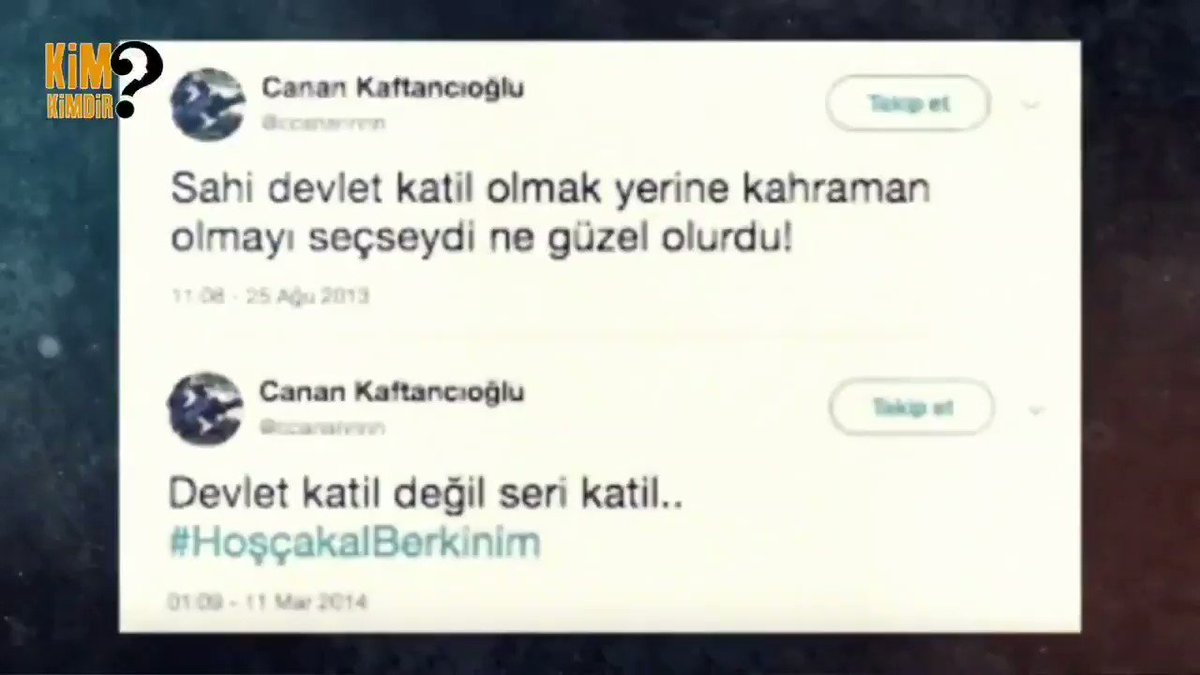 KİM
KİMDİR?
Canan Kaftancıoğlu
Takip et
Sahi devlet katil olmak yerine kahraman
olmayı seçseydi ne güzel olurdu!
11:08 - 25 Ağu 2013
Canan Kaftancıoğlu
Takip et
Devlet katil değil seri katil..
#HoşçakalBerkinim
01:09 - 11 Mar 2014